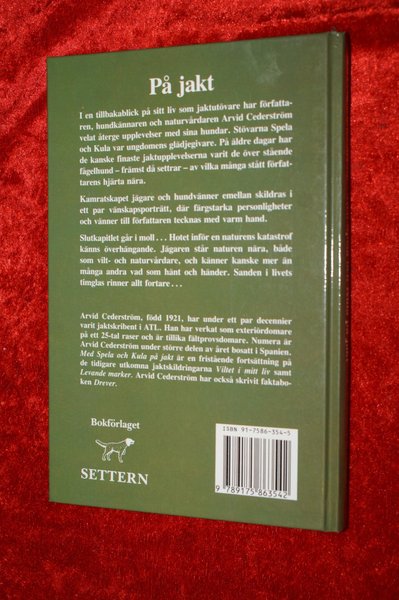 På jakt
I en tillbakablick på sitt liv som jaktutövare har författa-
ren, hundkännaren och naturvårdaren Arvid Cederström
velat återge upplevelser med sina hundar. Stövarna Spela
och Kula var ungdomens glädjegivare. På äldre dagar har
de kanske finaste jaktupplevelserna varit de över stående
fågelhund – främst då settrar – av vilka många stått förfat-
tarens hjärta nära.
Kamratskapet jägare och hundvänner emellan skildras i
ett par vänskapsporträtt, där färgstarka personligheter
och vänner till författaren tecknas med varm hand.
Slutkapitlet går i moll . . . Hotet inför en naturens katastrof
känns överhängande. Jägaren står naturen nära, både
som vilt- och naturvårdare, och känner kanske mer än
många andra vad som hänt och händer. Sanden i livets
timglas rinner allt fortare . . .
Arvid Cederström, född 1921, har under ett par decennier
varit jaktskribent i ATL. Han har verkat som exteriördomare
på ett 25-tal raser och är tillika fältprovsdomare. Numera är
Arvid Cederström under större delen av året bosatt i Spanien.
Med Spela och Kula på jakt är en fristående fortsättning på
de tidigare utkomna jaktskildringarna Viltet i mitt liv samt
Levande marker. Arvid Cederström har också skrivit faktabo-
ken Drever.
Bokförlaget
SETTERN
ISBN 91-7586-354-5
9 789175 863542